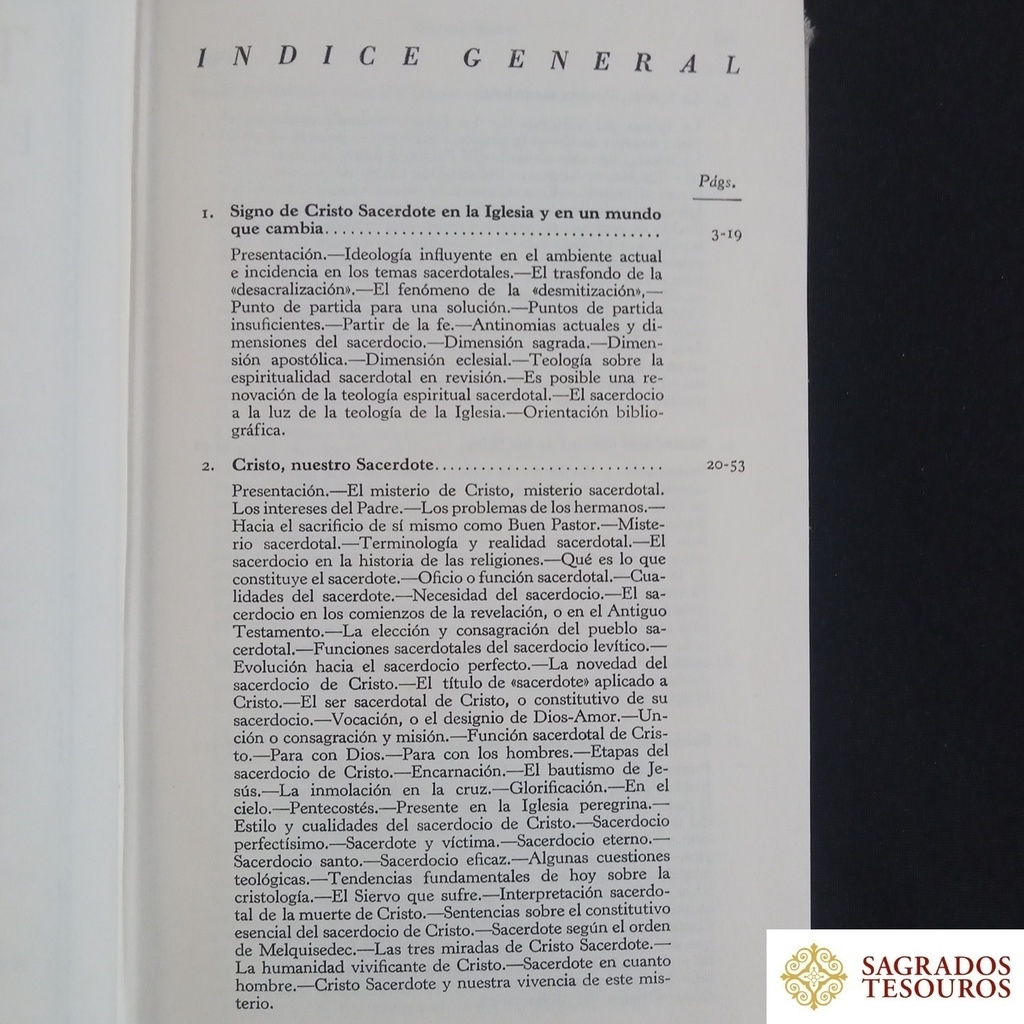 INDICE GENERAL
Págs.
1. Signo de Cristo Sacerdote en la Iglesia y en un mundo
que cambia........................................ 3-19
Presentación.—Ideología influyente en el ambiente actual
e incidencia en los temas sacerdotales.—El trasfondo de la
«desacralización».—El fenómeno de la «desmitización»,—
Punto de partida para una solución.—Puntos de partida
insuficientes.—Partir de la fe.—Antinomias actuales y di-
mensiones del sacerdocio.—Dimensión sagrada.—Dimen-
sión apostólica.—Dimensión eclesial.—Teología sobre la
espiritualidad sacerdotal en revisión.—Es posible una re-
novación de la teología espiritual sacerdotal.—El sacerdocio
a la luz de la teología de la Iglesia.—Orientación biblio-
gráfica.
2. Cristo, nuestro Sacerdote............................ 20-53
Presentación.—El misterio de Cristo, misterio sacerdotal.
Los intereses del Padre.—Los problemas de los hermanos.—
Hacia el sacrificio de sí mismo como Buen Pastor.—Miste-
rio sacerdotal.—Terminología y realidad sacerdotal.—El
sacerdocio en la historia de las religiones.—Qué es lo que
constituye el sacerdote.—Oficio o función sacerdotal.—Cua-
lidades del sacerdote.—Necesidad del sacerdocio.—El sa-
cerdocio en los comienzos de la revelación, o en el Antiguo
Testamento.—La elección y consagración del pueblo sa-
cerdotal.—Funciones sacerdotales del sacerdocio levítico.—
Evolución hacia el sacerdocio perfecto.—La novedad del
sacerdocio de Cristo.—El título de «sacerdote» aplicado a
Cristo.—El ser sacerdotal de Cristo, o constitutivo de su
sacerdocio.—Vocación, o el designio de Dios-Amor.—Un-
ción o consagración y misión.—Función sacerdotal de Cris-
to.—Para con Dios.—Para con los hombres.—Etapas del
sacerdocio de Cristo.—Encarnación.—El bautismo de Je-
sús.—La inmolación en la cruz.—Glorificación.—En el
cielo.—Pentecostés.—Presente en la Iglesia peregrina.—
Estilo y cualidades del sacerdocio de Cristo.—Sacerdocio
perfectísimo.—Sacerdote y víctima.—Sacerdocio eterno.—
Sacerdocio santo.—Sacerdocio eficaz.—Algunas cuestiones
teológicas.—Tendencias fundamentales de hoy sobre la
cristología.—El Siervo que sufre.—Interpretación sacerdo-
tal de la muerte de Cristo.—Sentencias sobre el constitutivo
esencial del sacerdocio de Cristo.—Sacerdote según el orden
de Melquisedec.—Las tres miradas de Cristo Sacerdote.—
La humanidad vivificante de Cristo.—Sacerdote en cuanto
hombre.—Cristo Sacerdote y nuestra vivencia de este mis-
terio.
SAGRADOS
TESOUROS